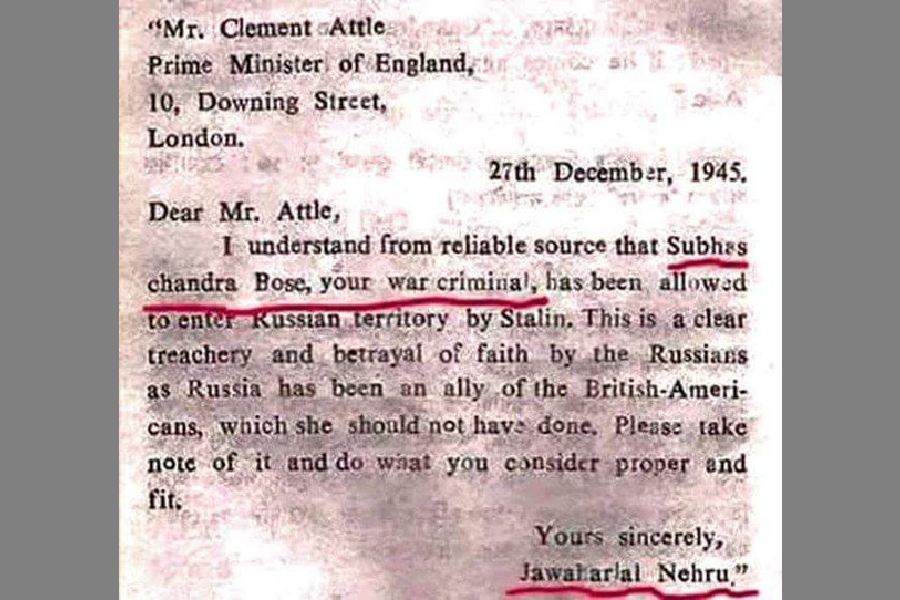 “Mr. Clement Attle
Prime Minister of England,
10, Downing Street,
London.
27th December, 1945.
Dear Mr. Attle,
I understand from reliable source that Subhas
chandra Bose, your war criminal, has been allowed
to enter Russian territory by Stalin. This is a clear
treachery and betrayal of faith by the Russians
as Russia has been an ally of the British-Ameri-
cans, which she should not have done. Please take
note of it and do what you consider proper and
fit.
Yours sincerely,
Jawaharlal Nehru.”